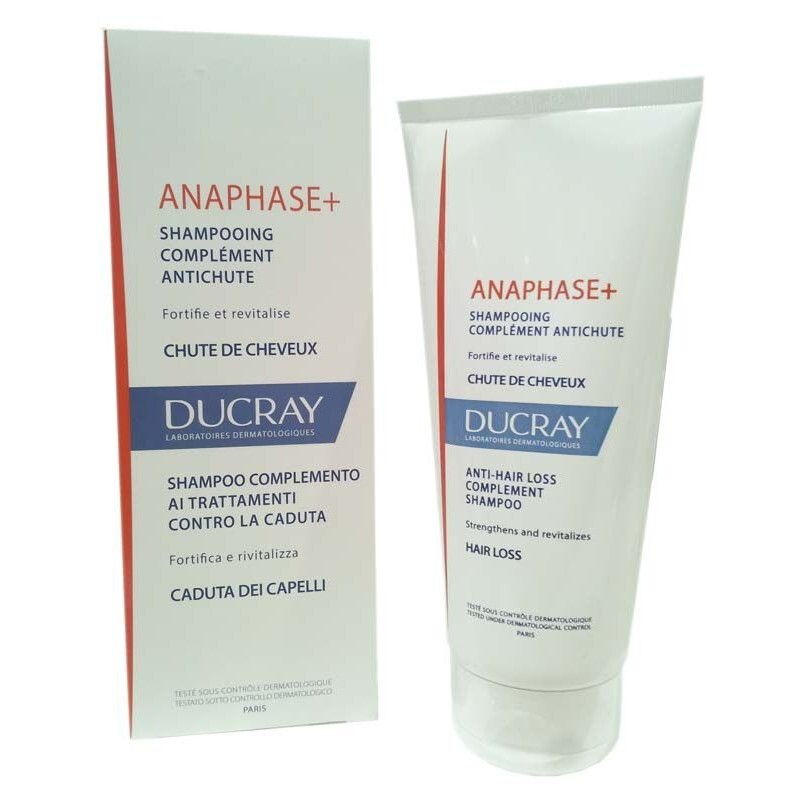 ANAPHASE+
SHAMPOOING
COMPLÉMENT
ANTICHUTE
Fortifie et revitalise
CHUTE DE CHEVEUX
DUCRAY
LABORATOIRES DERMATOLOGIQUES
SHAMPOO COMPLEMENTO
AI TRATTAMENTI
CONTRO LA CADUTA
Fortifica e rivitalizza
CADUTA DEI CAPELLI
TESTÉ SOUS CONTRÔLE DERMATOLOGIQUE
TESTATO SOTTO CONTROLLO DERMATOLOGICO
PARIS
ANAPHASE+
SHAMPOOING
COMPLÉMENT ANTICHUTE
Fortifie et revitalise
CHUTE DE CHEVEUX
DUCRAY
LABORATOIRES DERMATOLOGIQUES
ANTI-HAIR LOSS
COMPLEMENT
SHAMPOO
Strengthens and revitalizes
HAIR LOSS
TESTÉ SOUS CONTRÔLE DERMATOLOGIQUE
TESTED UNDER DERMATOLOGICAL CONTROL
PARIS